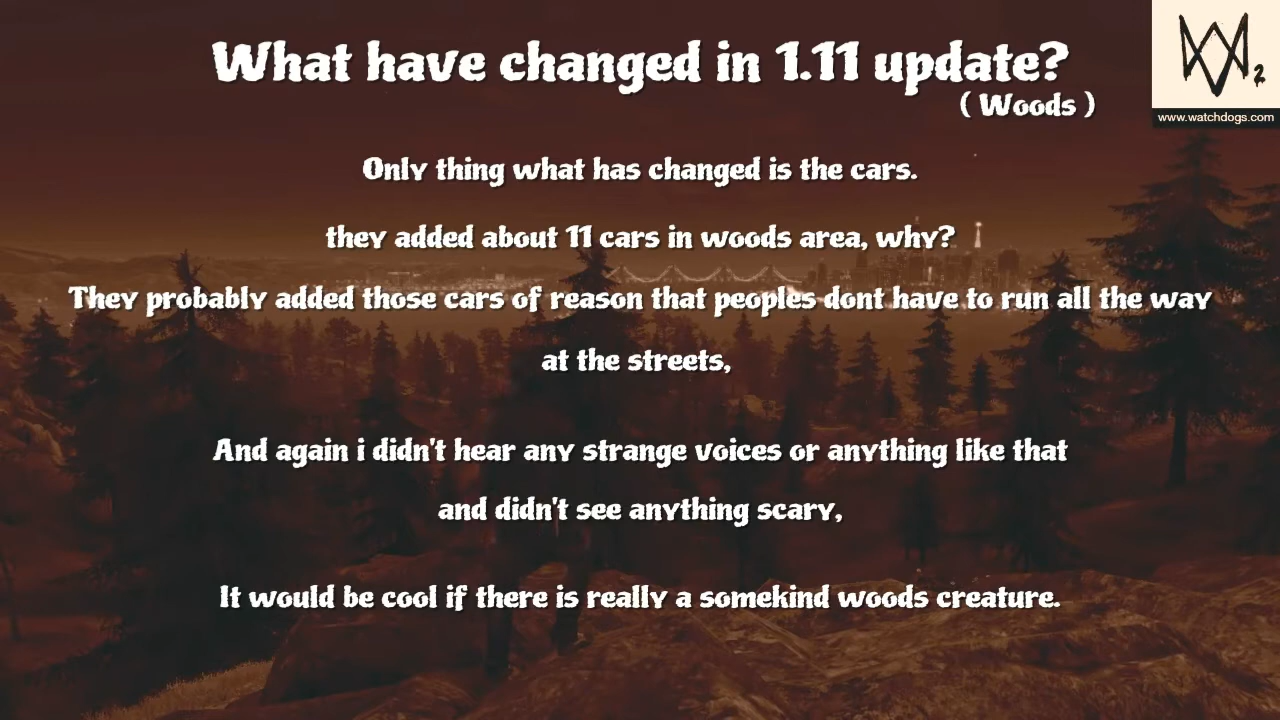 What have changed in 1.11 update?
( Woods )
2
www.watchdogs.com
Only thing what has changed is the cars.
they added about 11 cars in woods area, why?
They probably added those cars of reason that peoples dont have to run all the way
at the streets,
And again i didn't hear any strange voices or anything like that
and didn't see anything scary,
It would be cool if there is really a somekind woods creature.